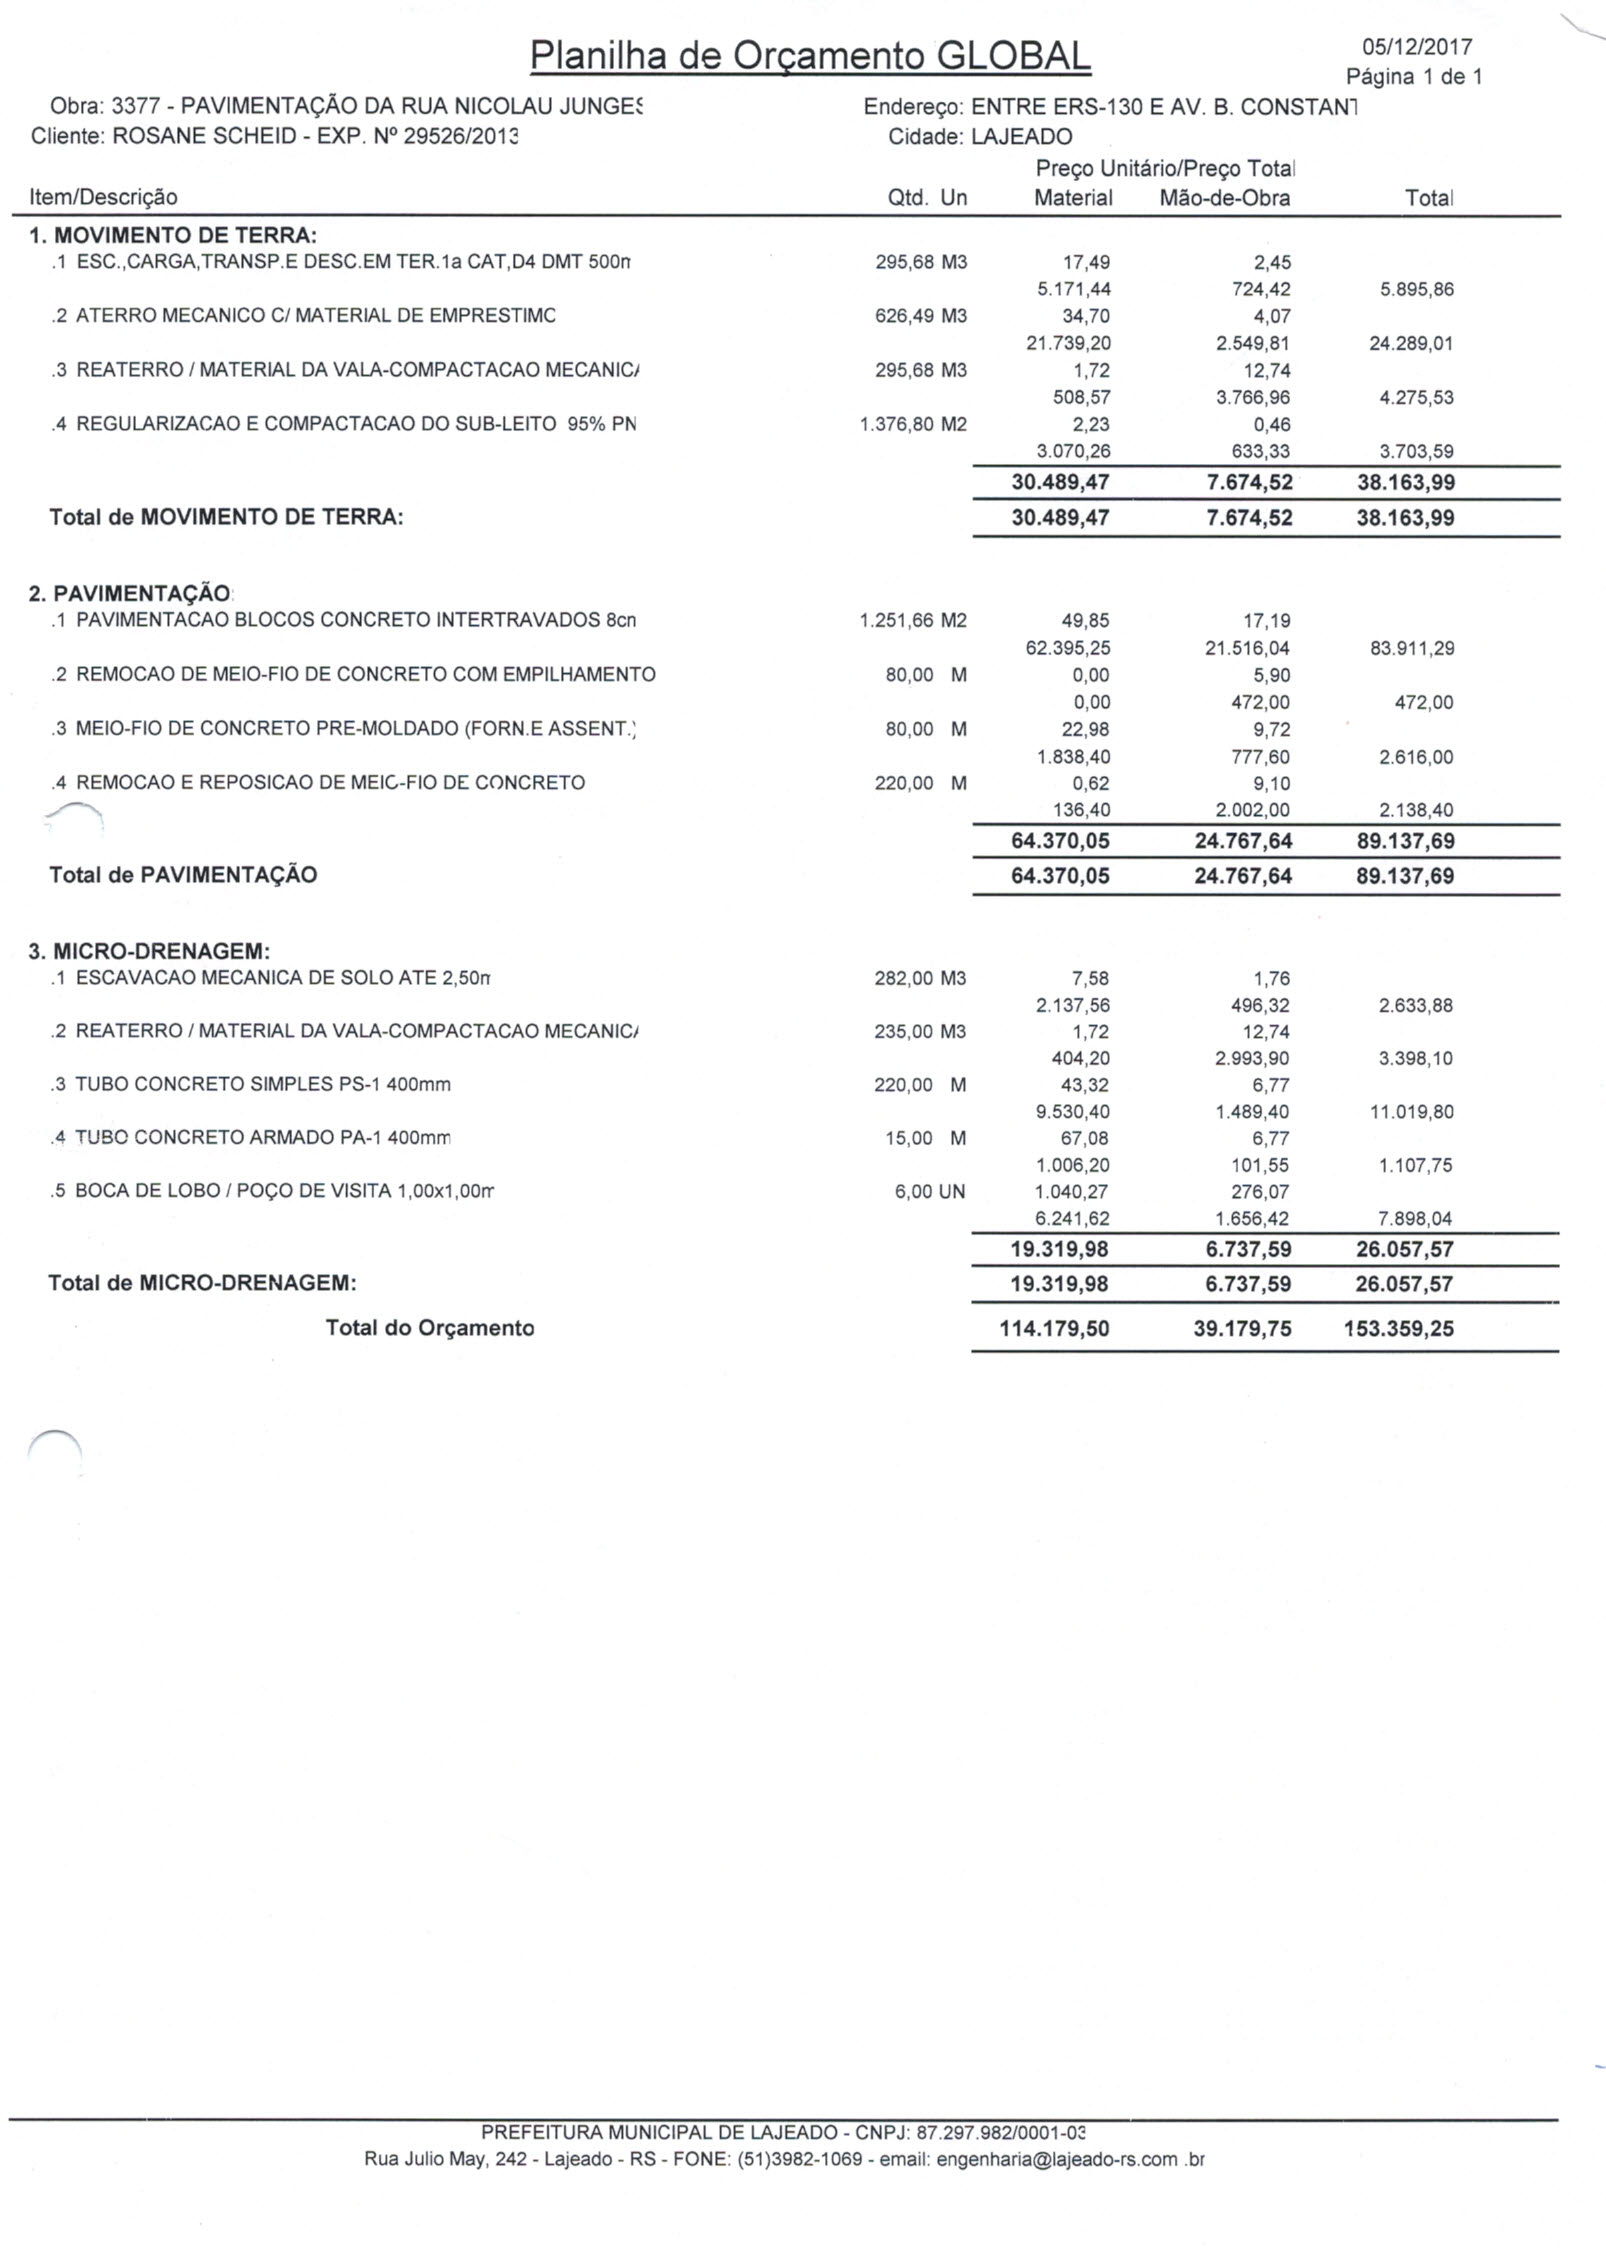 Planilha de Orçamento GLOBAL
05/12/2017
Página 1 de 1
Obra: 3377 - PAVIMENTAÇÃO DA RUA NICOLAU JUNGES
Endereço: ENTRE ERS-130 E AV. B. CONSTANT
Cliente: ROSANE SCHEID - EXP. Nº 29526/2013
Cidade: LAJEADO
Preço Unitário/Preço Total
Item/Descrição Qtd. Un Material Mão-de-Obra Total
1. MOVIMENTO DE TERRA:
.1 ESC.,CARGA,TRANSP.E DESC.EM TER.1a CAT,D4 DMT 500m 295,68 M3 17,49 2,45
5.171,44 724,42 5.895,86
.2 ATERRO MECANICO C/ MATERIAL DE EMPRESTIMO 626,49 M3 34,70 4,07
21.739,20 2.549,81 24.289,01
.3 REATERRO / MATERIAL DA VALA-COMPACTACAO MECANICA 295,68 M3 1,72 12,74
508,57 3.766,96 4.275,53
.4 REGULARIZACAO E COMPACTACAO DO SUB-LEITO 95% PN 1.376,80 M2 2,23 0,46
3.070,26 633,33 3.703,59
30.489,47 7.674,52 38.163,99
Total de MOVIMENTO DE TERRA: 30.489,47 7.674,52 38.163,99
2. PAVIMENTAÇÃO:
.1 PAVIMENTACAO BLOCOS CONCRETO INTERTRAVADOS 8cm 1.251,66 M2 49,85 17,19
62.395,25 21.516,04 83.911,29
.2 REMOCAO DE MEIO-FIO DE CONCRETO COM EMPILHAMENTO 80,00 M 0,00 5,90
0,00 472,00 472,00
.3 MEIO-FIO DE CONCRETO PRE-MOLDADO (FORN.E ASSENT.) 80,00 M 22,98 9,72
1.838,40 777,60 2.616,00
.4 REMOCAO E REPOSICAO DE MEIO-FIO DE CONCRETO 220,00 M 0,62 9,10
136,40 2.002,00 2.138,40
64.370,05 24.767,64 89.137,69
Total de PAVIMENTAÇÃO 64.370,05 24.767,64 89.137,69
3. MICRO-DRENAGEM:
.1 ESCAVACAO MECANICA DE SOLO ATE 2,50m 282,00 M3 7,58 1,76
2.137,56 496,32 2.633,88
.2 REATERRO / MATERIAL DA VALA-COMPACTACAO MECANICA 235,00 M3 1,72 12,74
404,20 2.993,90 3.398,10
.3 TUBO CONCRETO SIMPLES PS-1 400mm 220,00 M 43,32 6,77
9.530,40 1.489,40 11.019,80
.4 TUBO CONCRETO ARMADO PA-1 400mm 15,00 M 67,08 6,77
1.006,20 101,55 1.107,75
.5 BOCA DE LOBO / POÇO DE VISITA 1,00x1,00m 6,00 UN 1.040,27 276,07
6.241,62 1.656,42 7.898,04
19.319,98 6.737,59 26.057,57
Total de MICRO-DRENAGEM: 19.319,98 6.737,59 26.057,57
Total do Orçamento 114.179,50 39.179,75 153.359,25
PREFEITURA MUNICIPAL DE LAJEADO - CNPJ: 87.297.982/0001-03
Rua Julio May, 242 - Lajeado - RS - FONE: (51)3982-1069 - email: engenharia@lajeado-rs.com .br